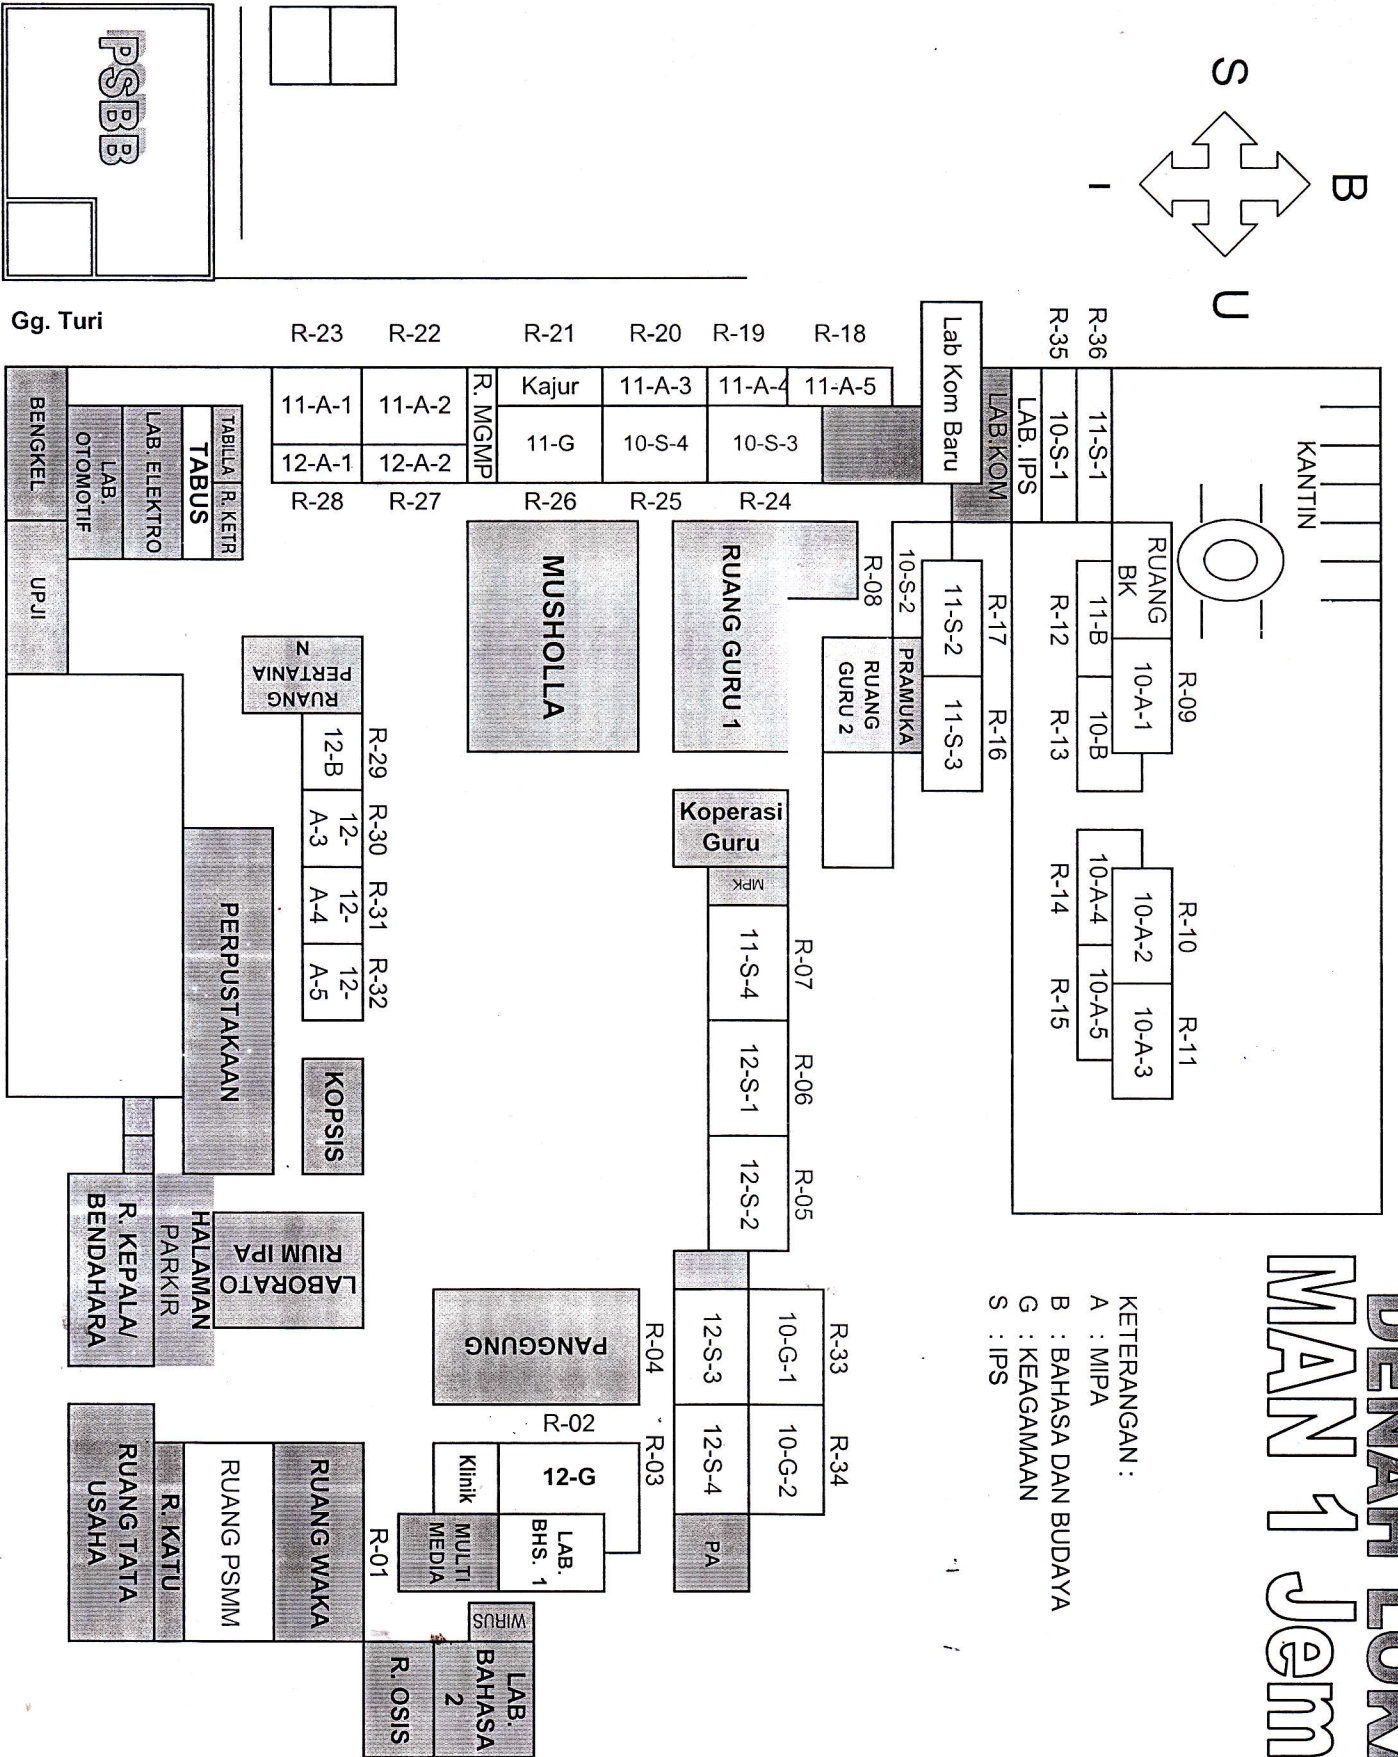 DENAH LOK
MAN 1 Jem
KETERANGAN :
A : MIPA
B : BAHASA DAN BUDAYA
G : KEAGAMAAN
S : IPS
B
S
U
I
KANTIN
R-36
R-35
11-S-1
10-S-1
LAB. IPS
LAB. KOM
Lab Kom Baru
RUANG
BK
10-A-1
R-09
11-B
10-B
R-12
R-13
R-10
R-11
10-A-2
10-A-3
10-A-4
10-A-5
R-14
R-15
R-17
R-16
11-S-2
11-S-3
10-S-2
PRAMUKA
R-08
RUANG
GURU 2
RUANG GURU 1
MUSHOLLA
Koperasi
Guru
MPK
R-07
R-06
R-05
11-S-4
12-S-1
12-S-2
R-33
R-34
10-G-1
10-G-2
12-S-3
12-S-4
PA
R-04
R-03
PANGGUNG
R-02
12-G
Klinik
LAB.
BHS. 1
MULTI
MEDIA
WIRUS
LAB.
BAHASA
2
R. OSIS
R-01
RUANG WAKA
RUANG PSMM
R. KATU
RUANG TATA
USAHA
R-23
R-22
R-21
R-20
R-19
R-18
11-A-1
11-A-2
R. MGMP
Kajur
11-A-3
11-A-4
11-A-5
12-A-1
12-A-2
11-G
10-S-4
10-S-3
R-28
R-27
R-26
R-25
R-24
Gg. Turi
PSBB
TABILLA
R. KETR
TABUS
LAB. ELEKTRO
LAB.
OTOMOTIF
BENGKEL
UPJI
RUANG
PERTANIA
N
R-29
R-30
R-31
R-32
12-B
12-
A-3
12-
A-4
12-
A-5
KOPSIS
PERPUSTAKAAN
LABORATO
RIUM IPA
HALAMAN
PARKIR
R. KEPALA/
BENDAHARA